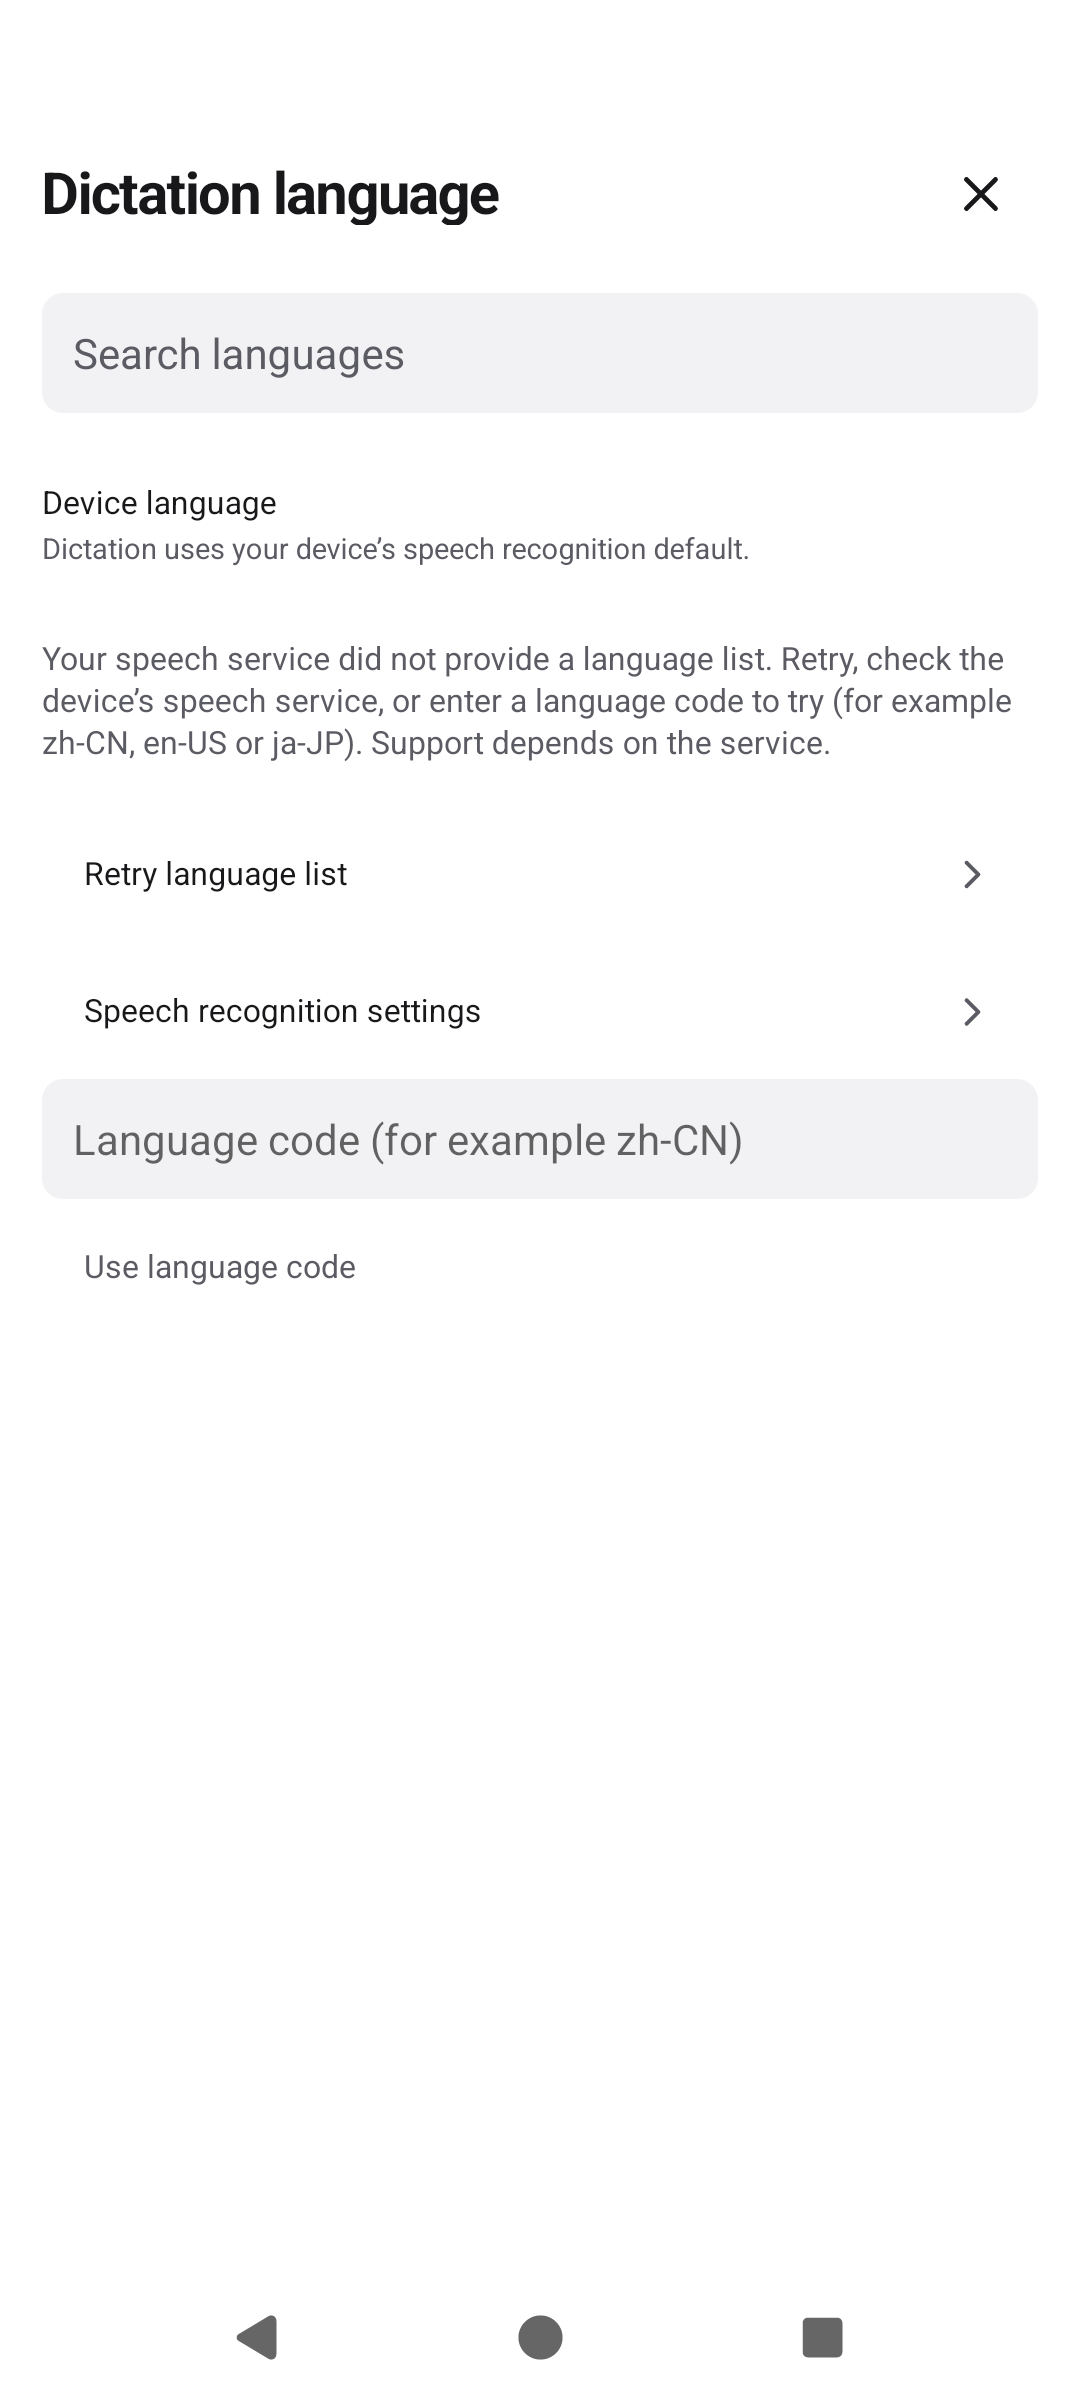 Dictation language
Search languages
Device language
Dictation uses your device’s speech recognition default.
Your speech service did not provide a language list. Retry, check the
device’s speech service, or enter a language code to try (for example
zh-CN, en-US or ja-JP). Support depends on the service.
Retry language list
Speech recognition settings
Language code (for example zh-CN)
Use language code